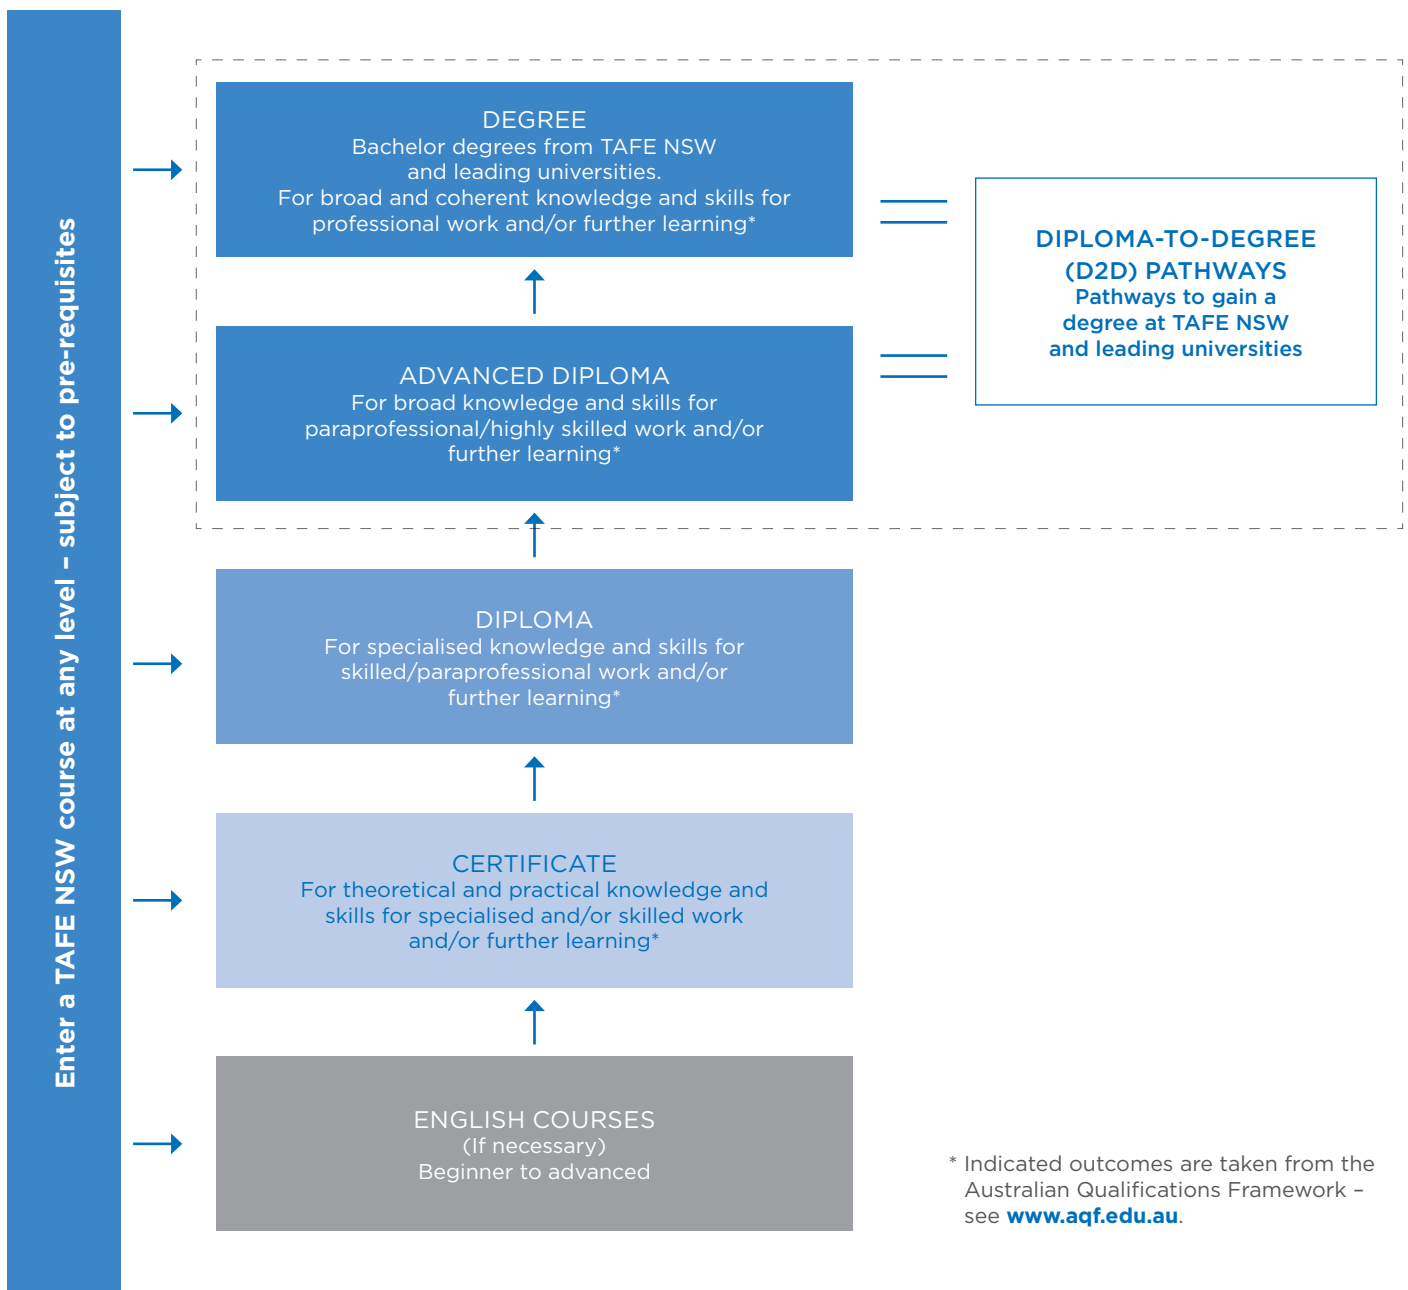 Enter a TAFE NSW course at any level – subject to pre-requisites
DEGREE
Bachelor degrees from TAFE NSW
and leading universities.
For broad and coherent knowledge and skills for
professional work and/or further learning*
DIPLOMA-TO-DEGREE
(D2D) PATHWAYS
Pathways to gain a
degree at TAFE NSW
and leading universities
ADVANCED DIPLOMA
For broad knowledge and skills for
paraprofessional/highly skilled work and/or
further learning*
DIPLOMA
For specialised knowledge and skills for
skilled/paraprofessional work and/or
further learning*
CERTIFICATE
For theoretical and practical knowledge and
skills for specialised and/or skilled work
and/or further learning*
ENGLISH COURSES
(If necessary)
Beginner to advanced
* Indicated outcomes are taken from the
Australian Qualifications Framework –
see www.aqf.edu.au.